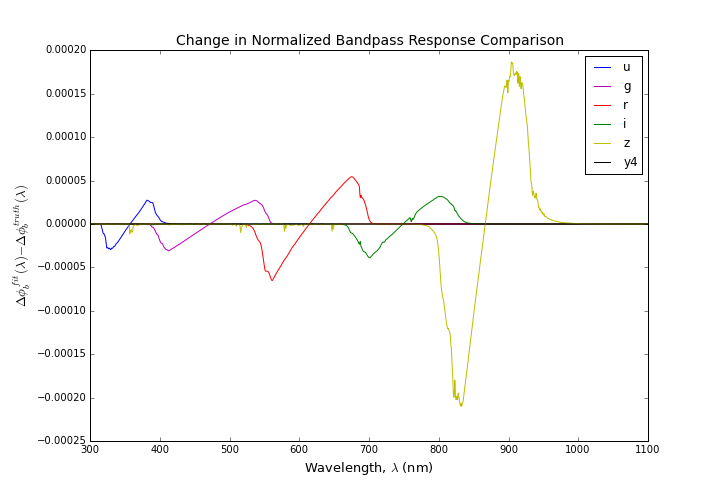 Change in Normalized Bandpass Response Comparison
0.00020
0.00015
0.00010
0.00005
0.00000
−0.00005
−0.00010
−0.00015
−0.00020
−0.00025
Δϕ_b^{fit}(λ)−Δϕ_b^{truth}(λ)
u
g
r
i
z
y4
300 400 500 600 700 800 900 1000 1100
Wavelength, λ (nm)